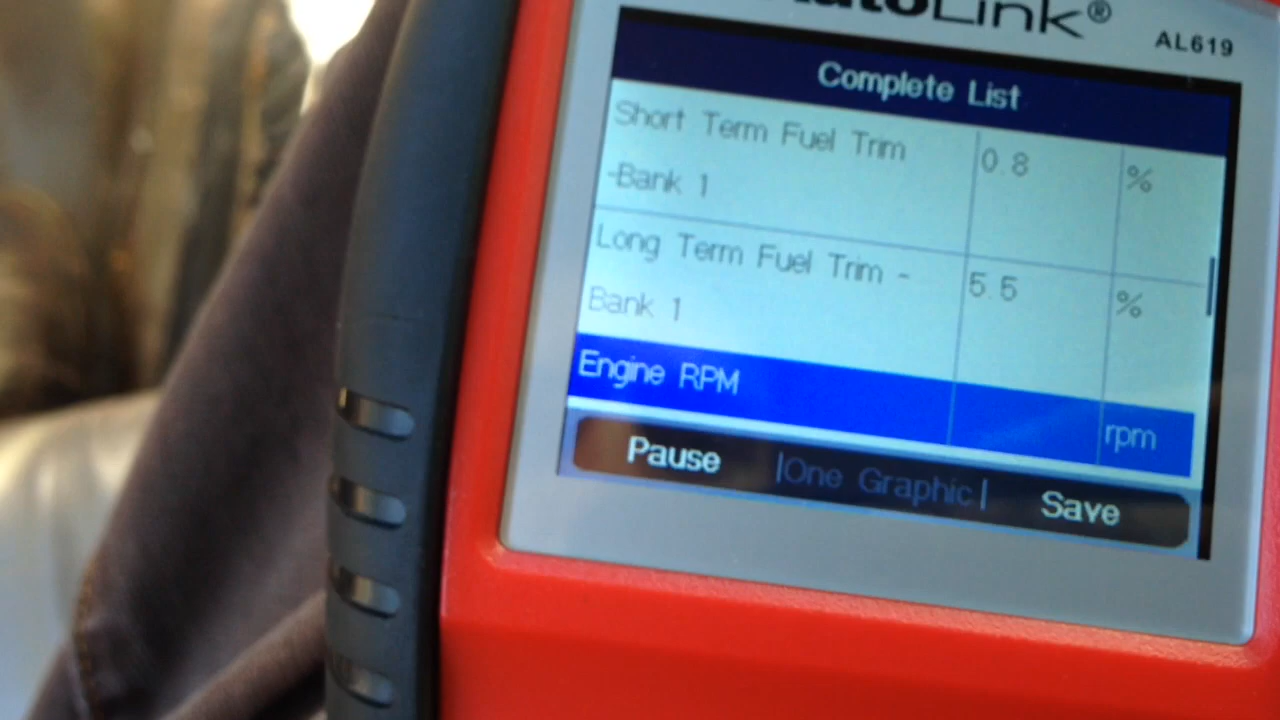 AutoLink®
AL619
Complete List
Short Term Fuel Trim 0.8 %
-Bank 1
Long Term Fuel Trim - 5.5 %
Bank 1
Engine RPM rpm
Pause |One Graphic| Save